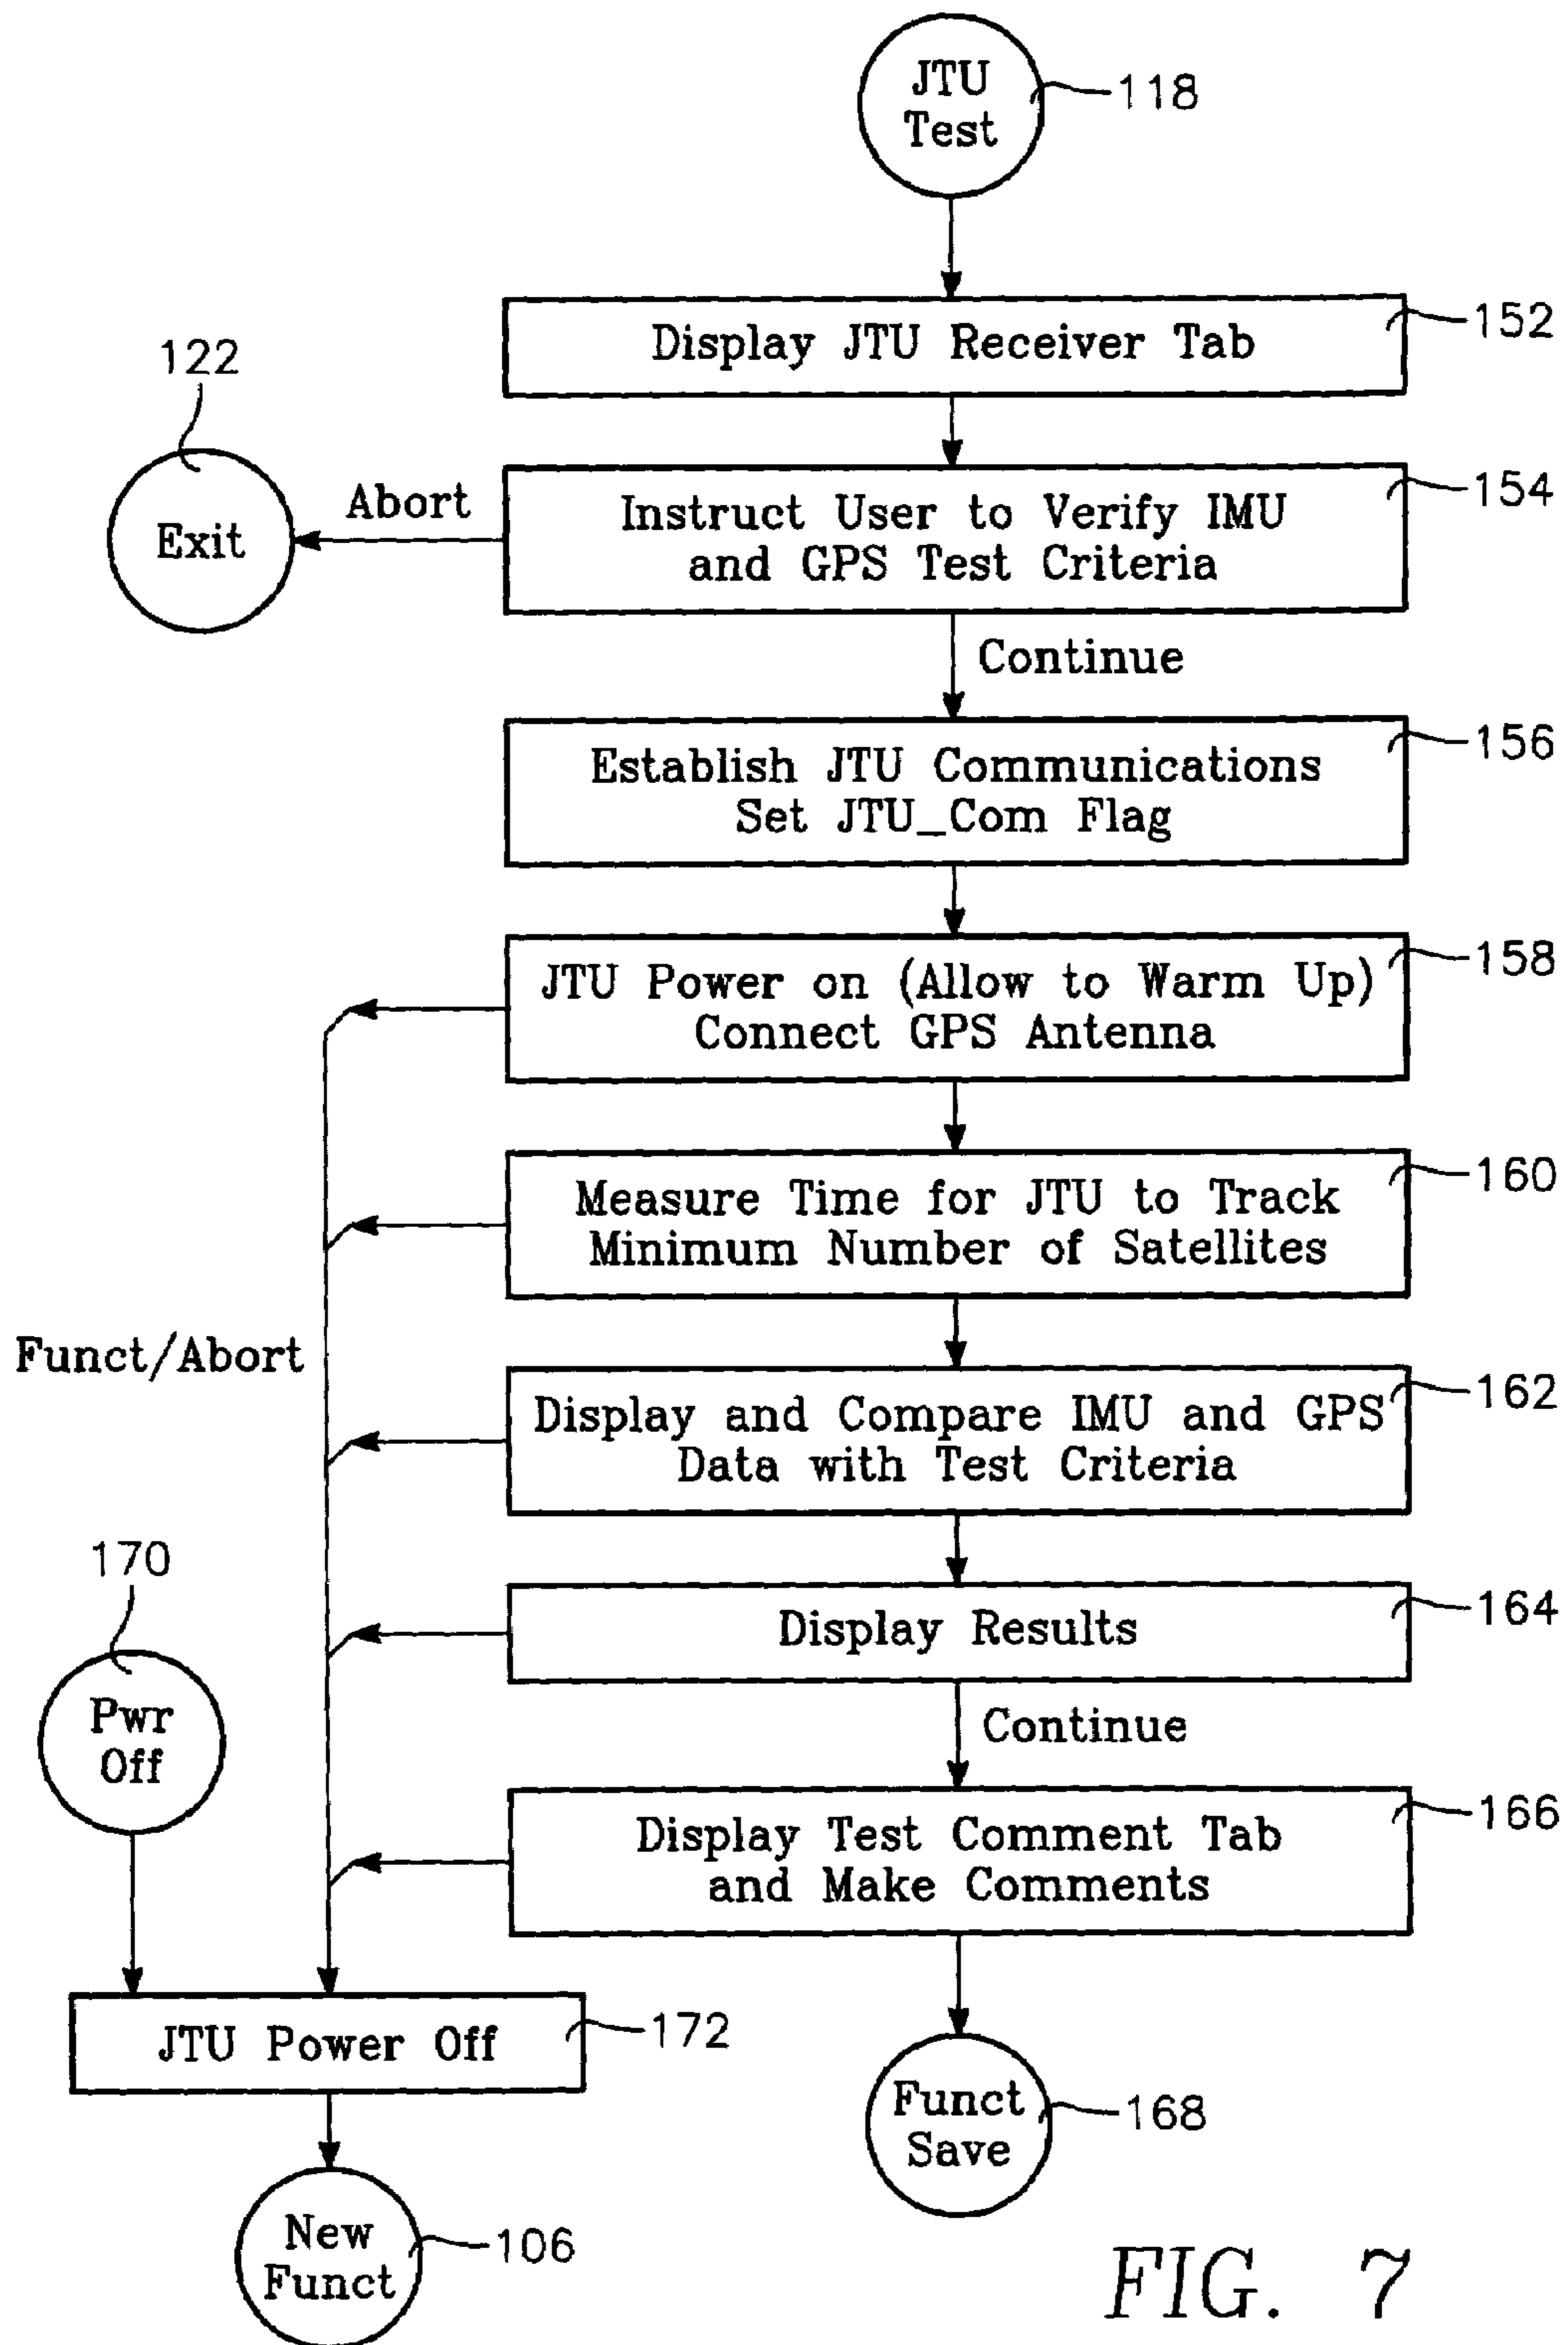 JTU
Test
118
Display JTU Receiver Tab
152
122
Exit
Abort
Instruct User to Verify IMU
and GPS Test Criteria
154
Continue
Establish JTU Communications
Set JTU_Com Flag
156
JTU Power on (Allow to Warm Up)
Connect GPS Antenna
158
Measure Time for JTU to Track
Minimum Number of Satellites
160
Funct/Abort
Display and Compare IMU and GPS
Data with Test Criteria
162
Display Results
164
170
Pwr
Off
Continue
Display Test Comment Tab
and Make Comments
166
JTU Power Off
172
Funct
Save
168
New
Funct
106
FIG. 7